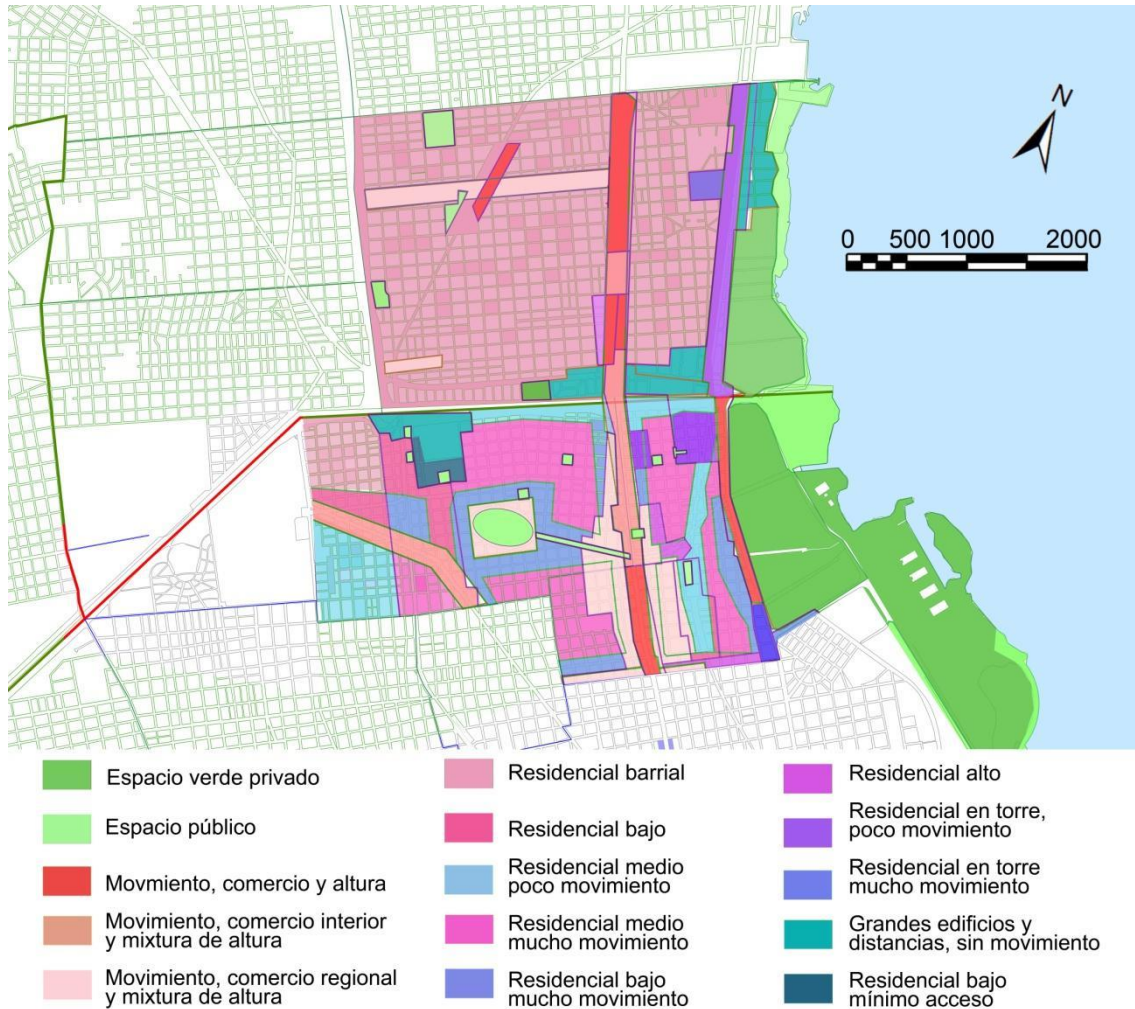 N
0 500 1000 2000
Espacio verde privado
Espacio público
Movmiento, comercio y altura
Movimiento, comercio interior
y mixtura de altura
Movimiento, comercio regional
y mixtura de altura
Residencial barrial
Residencial bajo
Residencial medio
poco movimiento
Residencial medio
mucho movimiento
Residencial bajo
mucho movimiento
Residencial alto
Residencial en torre,
poco movimiento
Residencial en torre
mucho movimiento
Grandes edificios y
distancias, sin movimiento
Residencial bajo
mínimo acceso